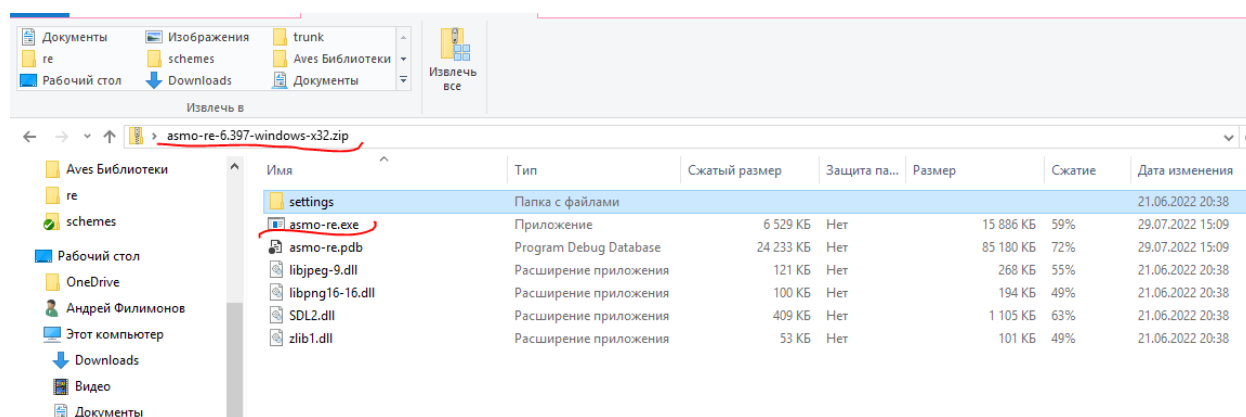 Документы Изображения trunk
re schemes Aves Библиотеки
Рабочий стол Downloads Документы
Извлечь все
Извлечь в
asmo-re-6.397-windows-x32.zip
Aves Библиотеки
re
schemes
Рабочий стол
OneDrive
Андрей Филимонов
Этот компьютер
Downloads
Видео
Документы
Имя Тип Сжатый размер Защита па... Размер Сжатие Дата изменения
settings Папка с файлами 21.06.2022 20:38
asmo-re.exe Приложение 6 529 КБ Нет 15 886 КБ 59% 29.07.2022 15:09
asmo-re.pdb Program Debug Database 24 233 КБ Нет 85 180 КБ 72% 29.07.2022 15:09
libjpeg-9.dll Расширение приложения 121 КБ Нет 268 КБ 55% 21.06.2022 20:38
libpng16-16.dll Расширение приложения 100 КБ Нет 194 КБ 49% 21.06.2022 20:38
SDL2.dll Расширение приложения 409 КБ Нет 1 105 КБ 63% 21.06.2022 20:38
zlib1.dll Расширение приложения 53 КБ Нет 101 КБ 49% 21.06.2022 20:38